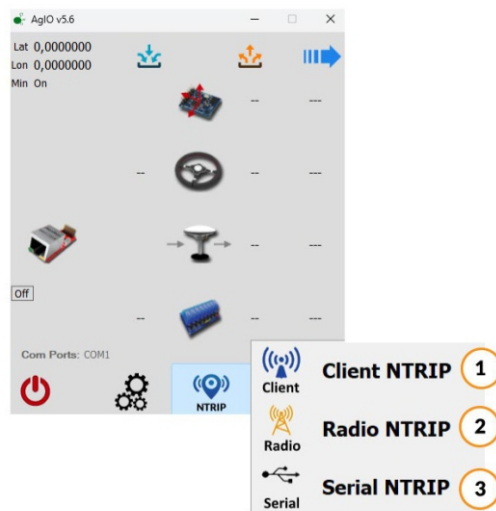 AgIO v5.6
Lat 0,0000000
Lon 0,0000000
Min On
-- ---
-- -- ---
-- ---
Off
-- -- ---
Com Ports: COM1
NTRIP
Client Client NTRIP 1
Radio Radio NTRIP 2
Serial Serial NTRIP 3